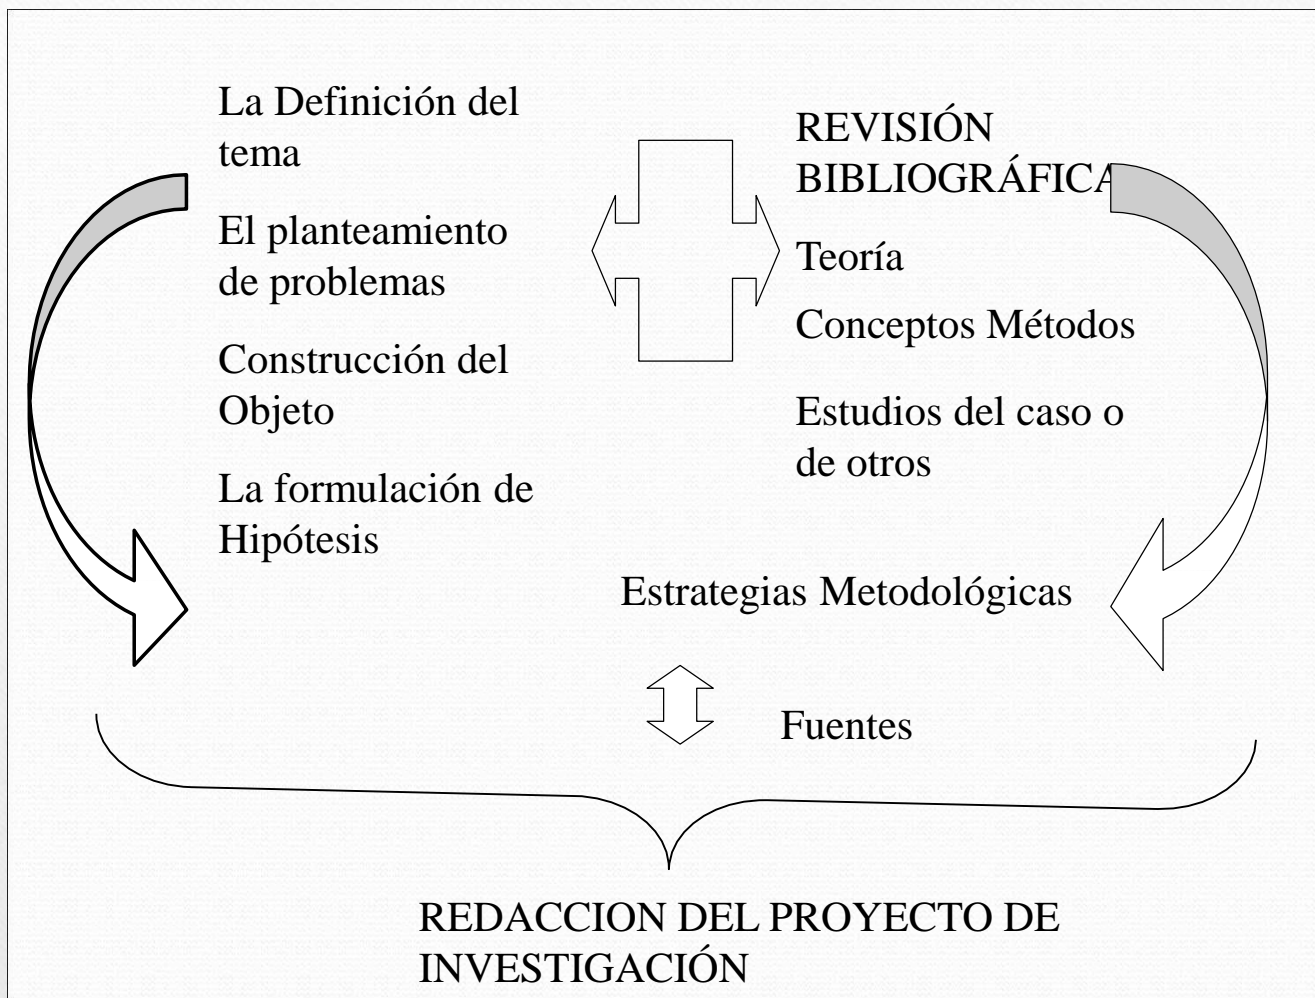 La Definición del
tema
El planteamiento
de problemas
Construcción del
Objeto
La formulación de
Hipótesis
REVISIÓN
BIBLIOGRÁFICA
Teoría
Conceptos Métodos
Estudios del caso o
de otros
Estrategias Metodológicas
Fuentes
REDACCION DEL PROYECTO DE
INVESTIGACIÓN